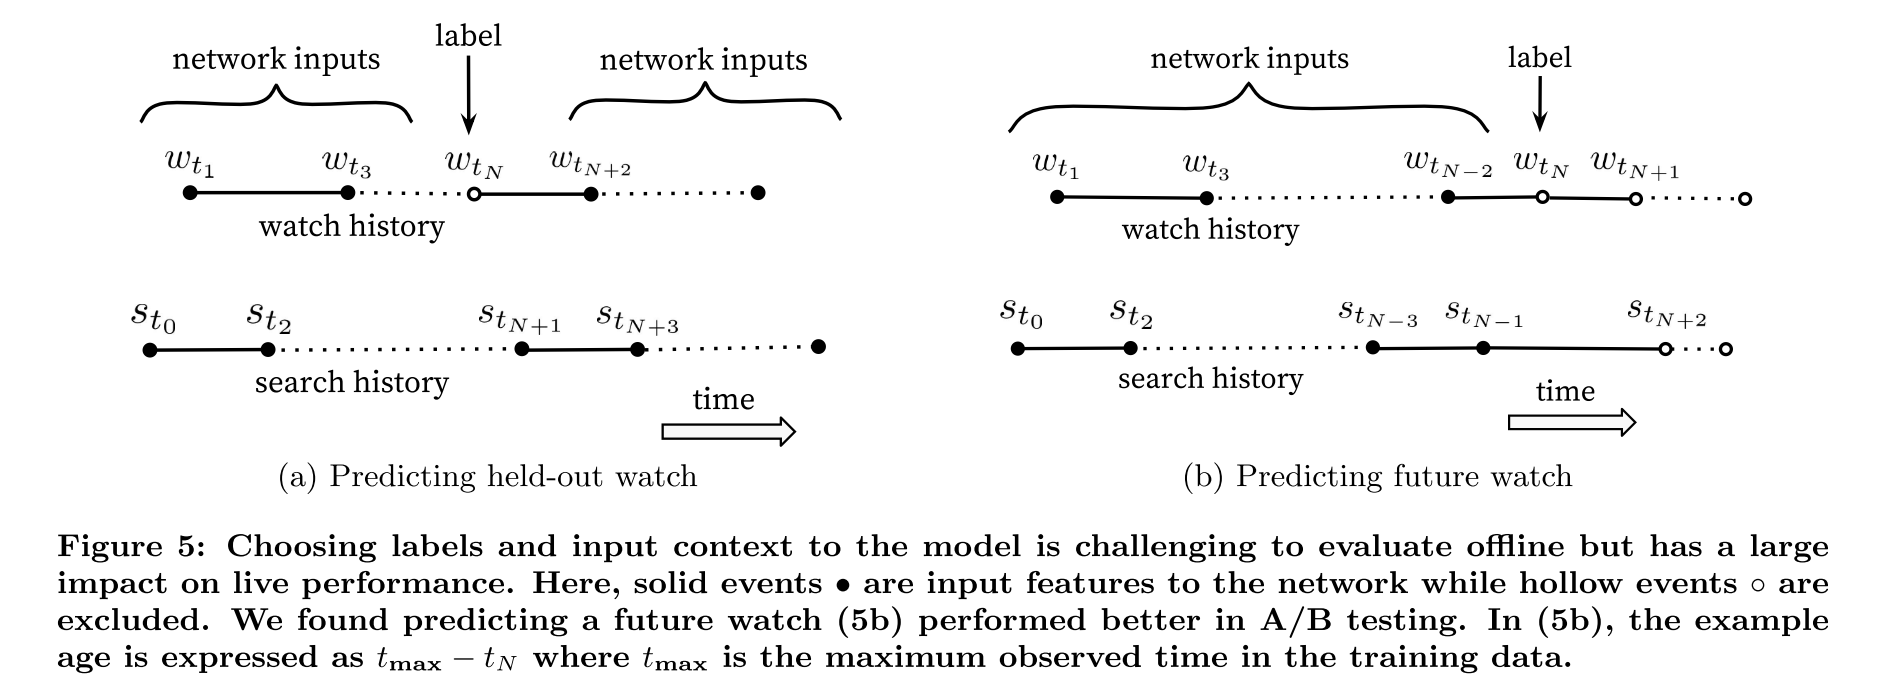 label
network inputs
network inputs
w_{t_1} w_{t_3} w_{t_N} w_{t_{N+2}}
watch history
s_{t_0} s_{t_2} s_{t_{N+1}} s_{t_{N+3}}
search history
time
(a) Predicting held-out watch
network inputs
label
w_{t_1} w_{t_3} w_{t_{N-2}} w_{t_N} w_{t_{N+1}}
watch history
s_{t_0} s_{t_2} s_{t_{N-3}} s_{t_{N-1}} s_{t_{N+2}}
search history
time
(b) Predicting future watch
Figure 5: Choosing labels and input context to the model is challenging to evaluate offline but has a large
impact on live performance. Here, solid events • are input features to the network while hollow events ◦ are
excluded. We found predicting a future watch (5b) performed better in A/B testing. In (5b), the example
age is expressed as t_{max} − t_N where t_{max} is the maximum observed time in the training data.